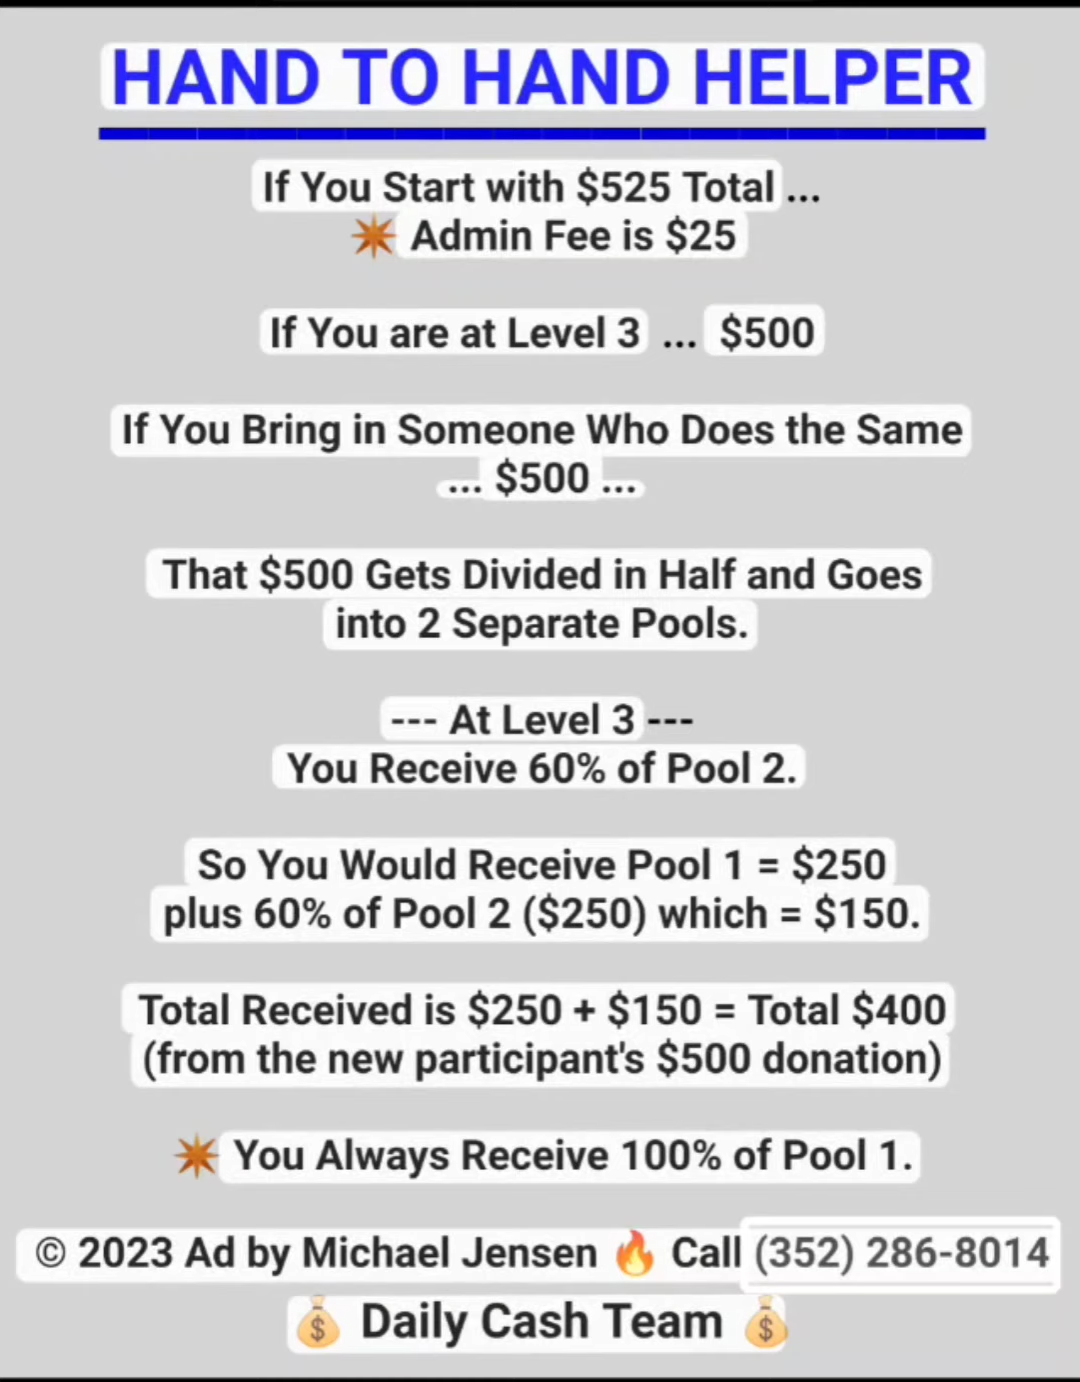 HAND TO HAND HELPER
If You Start with $525 Total ...
✴ Admin Fee is $25
If You are at Level 3 ... $500
If You Bring in Someone Who Does the Same
... $500 ...
That $500 Gets Divided in Half and Goes
into 2 Separate Pools.
--- At Level 3 ---
You Receive 60% of Pool 2.
So You Would Receive Pool 1 = $250
plus 60% of Pool 2 ($250) which = $150.
Total Received is $250 + $150 = Total $400
(from the new participant's $500 donation)
✴ You Always Receive 100% of Pool 1.
© 2023 Ad by Michael Jensen 🔥 Call (352) 286-8014
💰 Daily Cash Team 💰